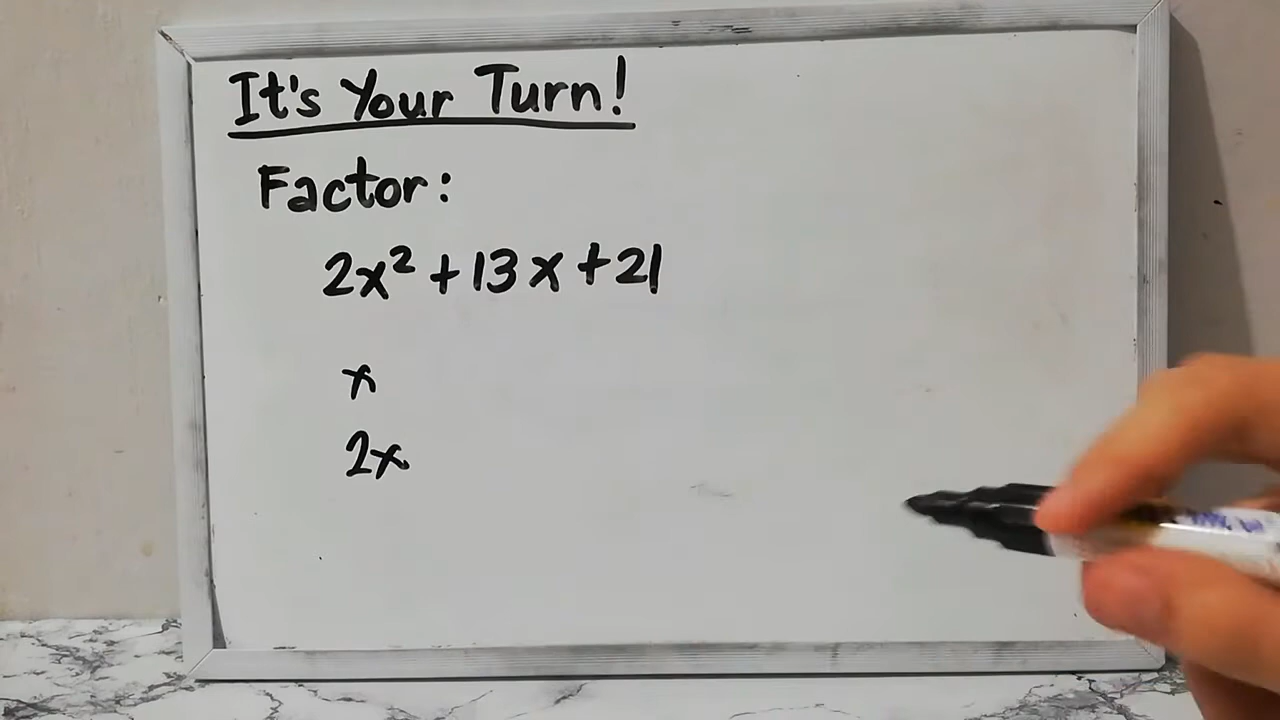 It's Your Turn!
Factor:
2x² + 13x + 21
x
2x